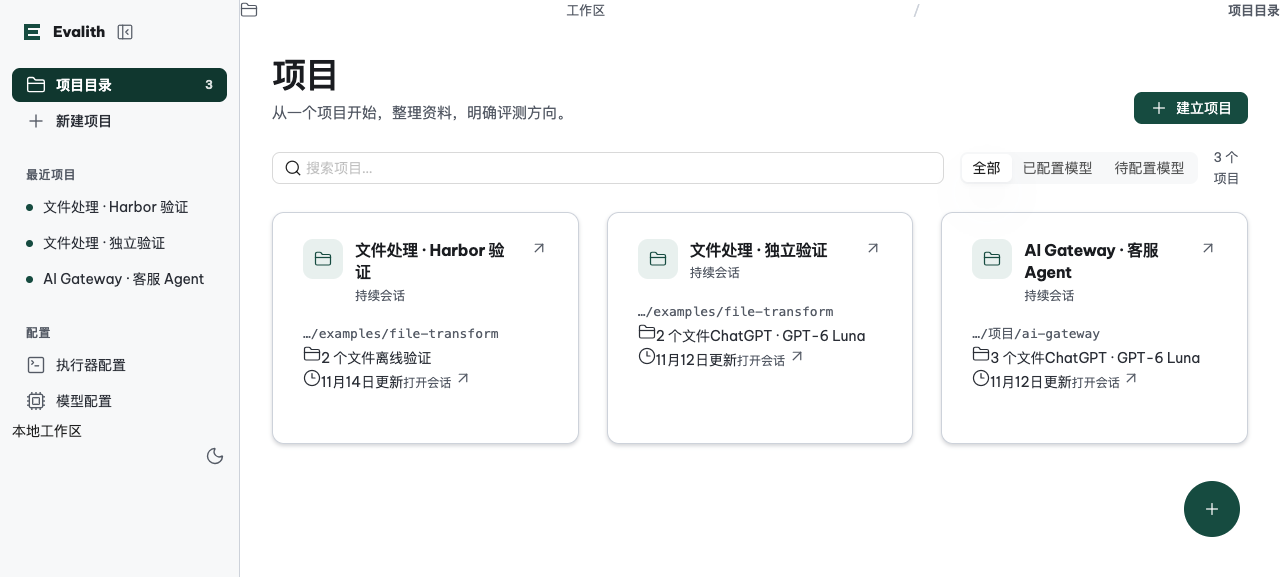 Evalith
项目目录 3
新建项目
最近项目
文件处理 · Harbor 验证
文件处理 · 独立验证
AI Gateway · 客服 Agent
配置
执行器配置
模型配置
本地工作区
工作区 / 项目目录
项目
从一个项目开始，整理资料，明确评测方向。
建立项目
搜索项目...
全部 已配置模型 待配置模型
3 个
项目
文件处理 · Harbor 验
证
持续会话
…/examples/file-transform
2 个文件离线验证
11月14日更新打开会话
文件处理 · 独立验证
持续会话
…/examples/file-transform
2 个文件ChatGPT · GPT-6 Luna
11月12日更新打开会话
AI Gateway · 客服
Agent
持续会话
…/项目/ai-gateway
3 个文件ChatGPT · GPT-6 Luna
11月12日更新打开会话